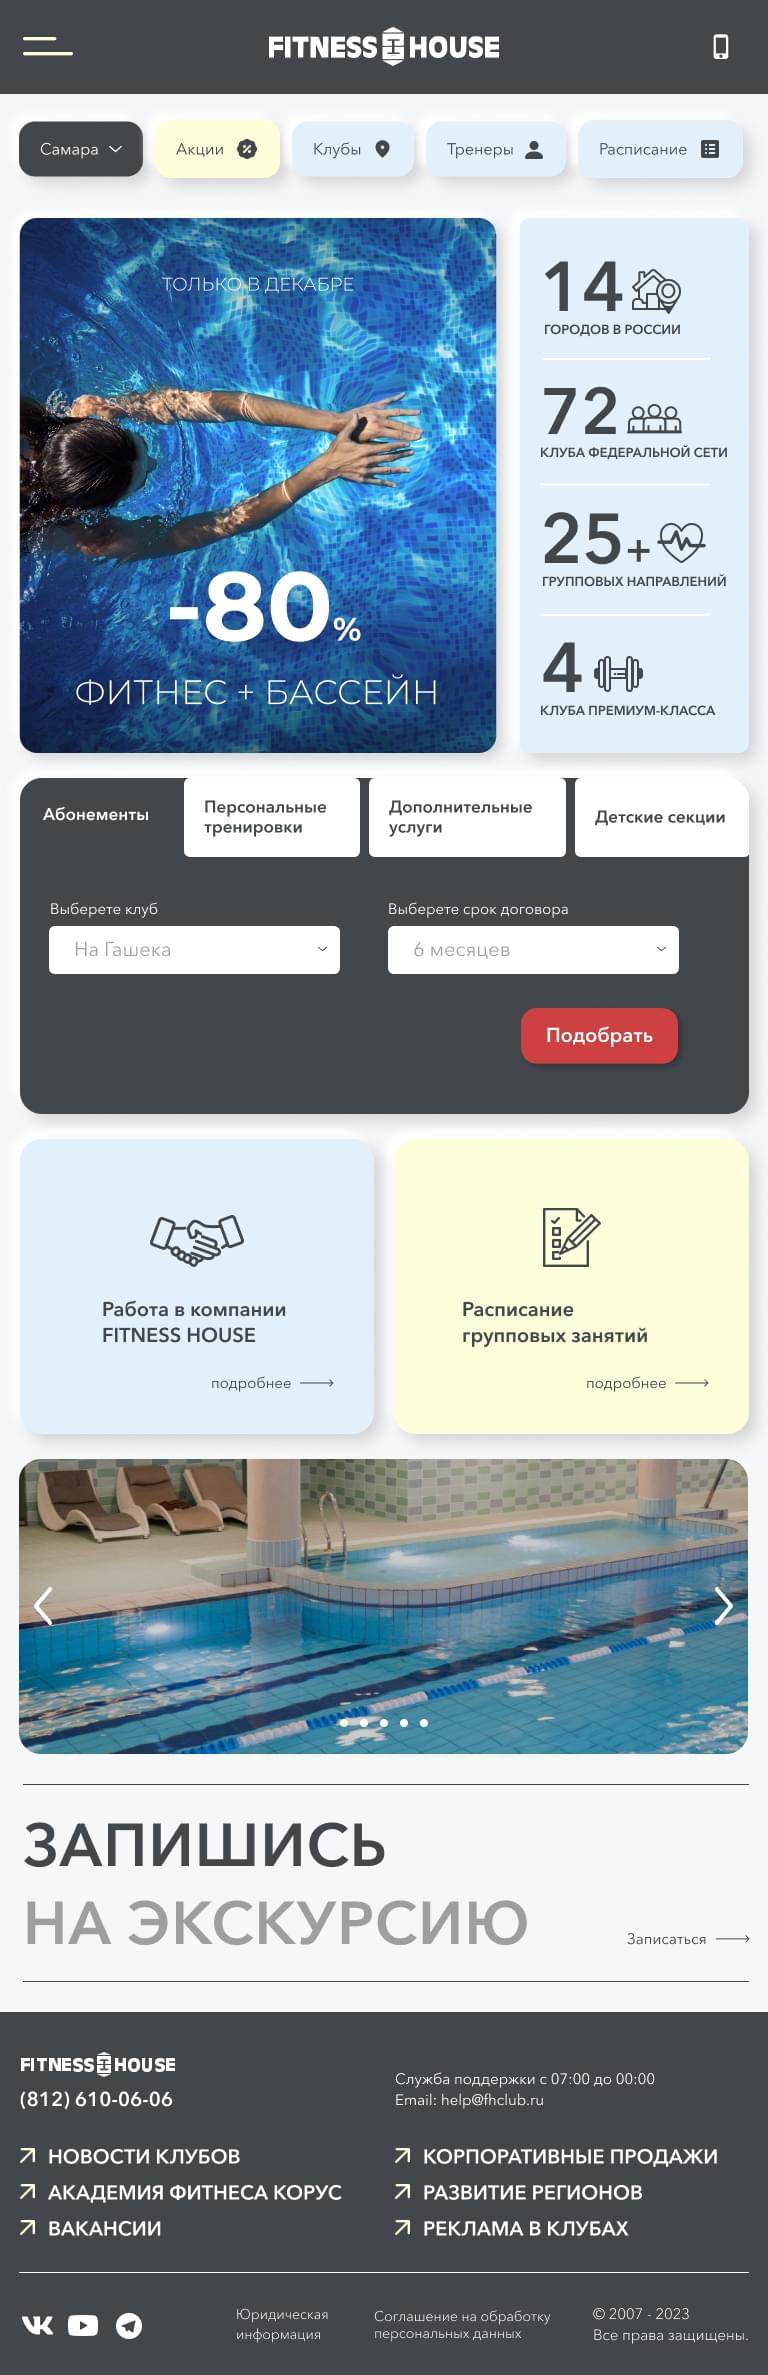 FITNESS HOUSE
Самара
Акции
Клубы
Тренеры
Расписание
ТОЛЬКО В ДЕКАБРЕ
-80%
ФИТНЕС + БАССЕЙН
14
ГОРОДОВ В РОССИИ
72
КЛУБА ФЕДЕРАЛЬНОЙ СЕТИ
25+
ГРУППОВЫХ НАПРАВЛЕНИЙ
4
КЛУБА ПРЕМИУМ-КЛАССА
Абонементы
Персональные
тренировки
Дополнительные
услуги
Детские секции
Выберете клуб
На Гашека
Выберете срок договора
6 месяцев
Подобрать
Работа в компании
FITNESS HOUSE
подробнее
Расписание
групповых занятий
подробнее
ЗАПИШИСЬ
НА ЭКСКУРСИЮ
Записаться
FITNESS HOUSE
(812) 610-06-06
Служба поддержки с 07:00 до 00:00
Email: help@fhclub.ru
НОВОСТИ КЛУБОВ
АКАДЕМИЯ ФИТНЕСА КОРУС
ВАКАНСИИ
КОРПОРАТИВНЫЕ ПРОДАЖИ
РАЗВИТИЕ РЕГИОНОВ
РЕКЛАМА В КЛУБАХ
Юридическая
информация
Соглашение на обработку
персональных данных
© 2007 - 2023
Все права защищены.